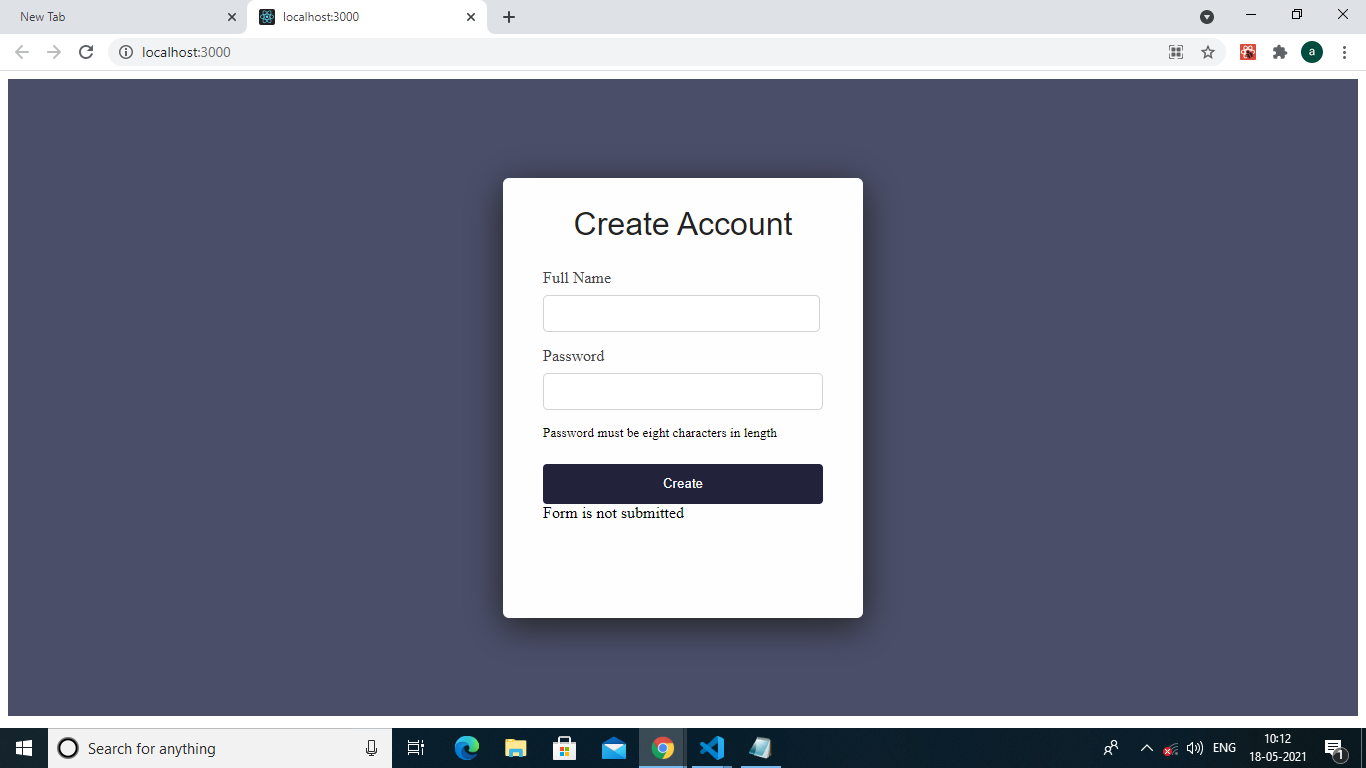 New Tab
localhost:3000
localhost:3000
a
Create Account
Full Name
Password
Password must be eight characters in length
Create
Form is not submitted
Search for anything
ENG
10:12
18-05-2021
1